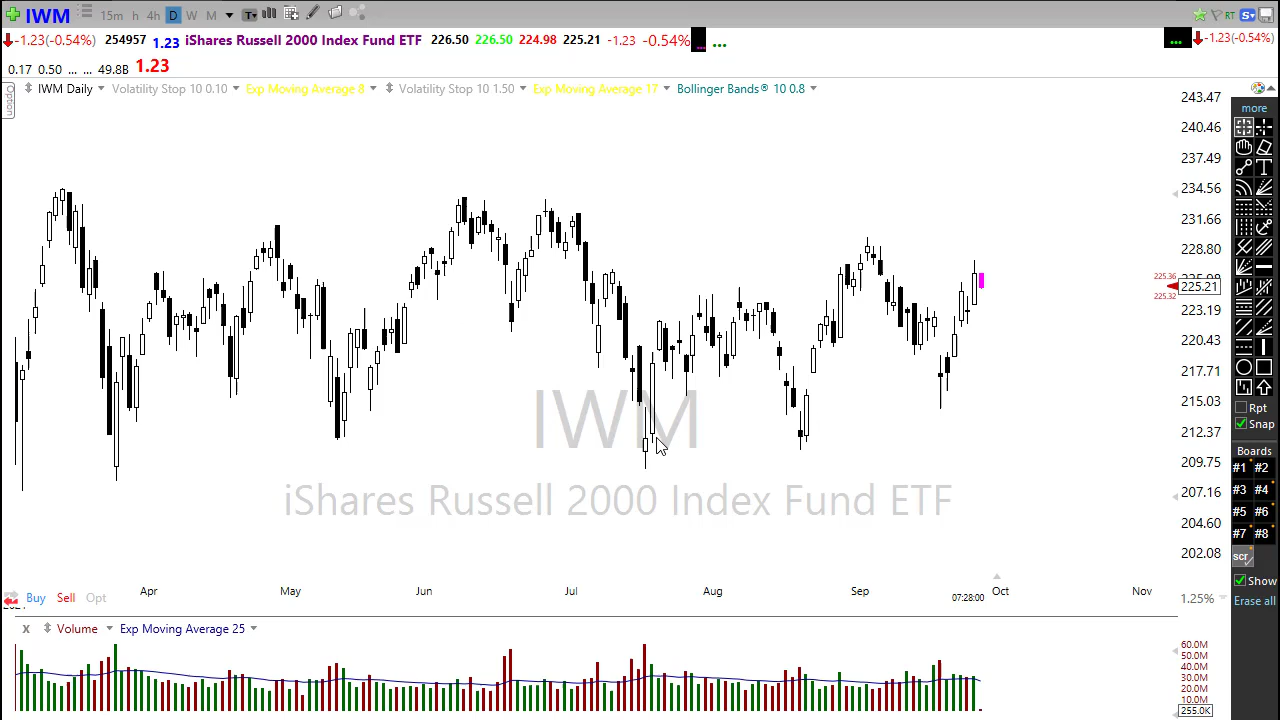 IWM 15m h 4h D W M T RT S
-1.23(-0.54%) 254957 1.23 iShares Russell 2000 Index Fund ETF 226.50 226.50 224.98 225.21 -1.23 -0.54% ... ... ... -1.23(-0.54%)
0.17 0.50 ... ... 49.8B 1.23
Option
IWM Daily Volatility Stop 10 0.10 Exp Moving Average 8 Volatility Stop 10 1.50 Exp Moving Average 17 Bollinger Bands® 10 0.8
243.47
more
240.46
237.49
234.56
231.66
228.80
225.36
225.21
225.32
223.19
220.43
217.71
215.03
Rpt
Snap
212.37
IWM
iShares Russell 2000 Index Fund ETF
209.75
207.16
204.60
202.08
Boards
#1 #2
#3 #4
#5 #6
#7 #8
scr
Show
Erase all
Apr May Jun Jul Aug Sep Oct Nov
07:28:00
Buy Sell Opt
1.25%
X Volume Exp Moving Average 25
60.0M
50.0M
40.0M
30.0M
20.0M
10.0M
255.0K